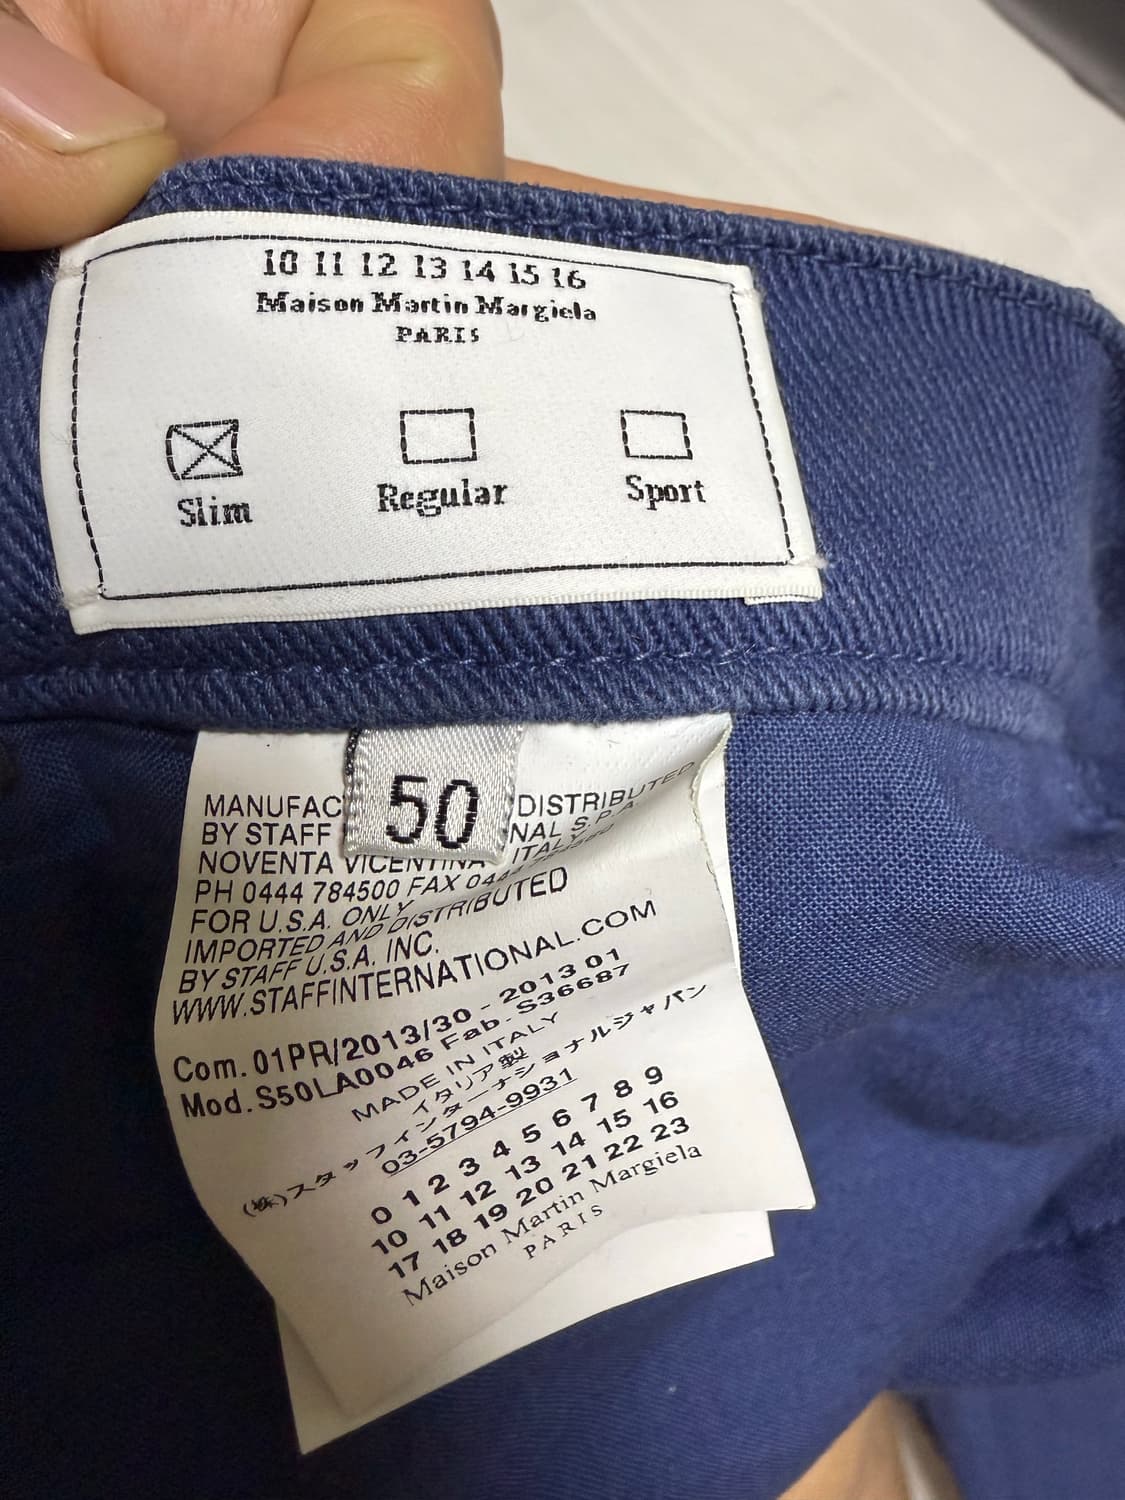 10 11 12 13 14 15 16
Maison Martin Margiela
PARIS
Slim Regular Sport
50
MANUFAC DISTRIBUTED
BY STAFF NAL S.P.A.
NOVENTA VICENTINA ITALY
PH 0444 784500 FAX
FOR U.S.A. ONLY
IMPORTED AND DISTRIBUTED
BY STAFF U.S.A. INC.
WWW.STAFFINTERNATIONAL.COM
Com. 01PR/2013/30 - 2013 01
Mod. S50LA0046 Fab. S36687
MADE IN ITALY
イタリア製
(株)スタッフインターナショナルジャパン
03-5794-9931
0 1 2 3 4 5 6 7 8 9
10 11 12 13 14 15 16
17 18 19 20 21 22 23
Maison Martin Margiela
PARIS